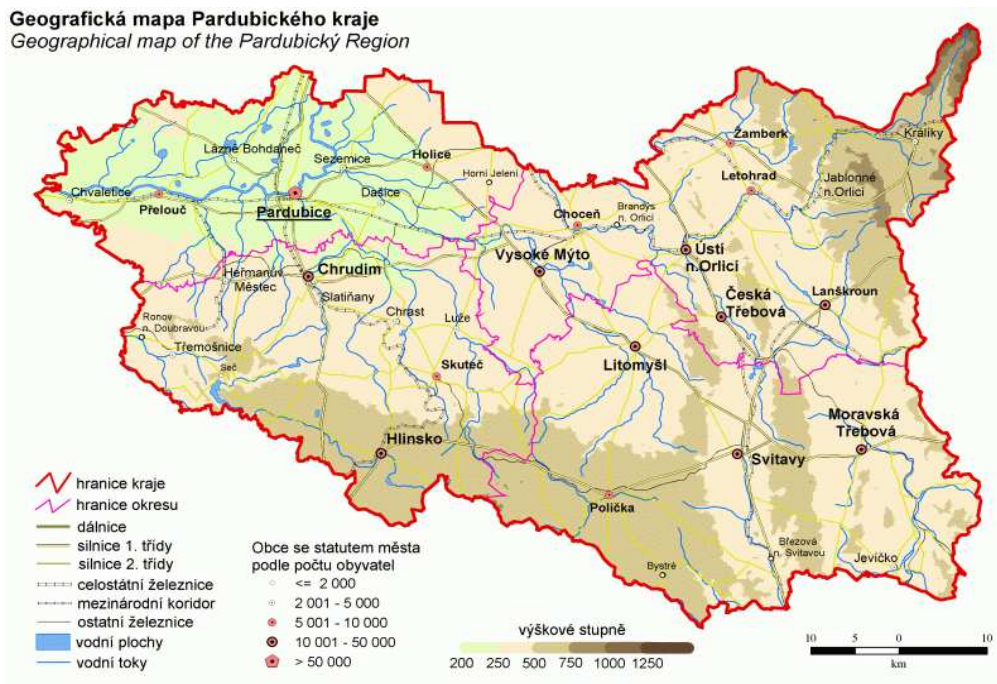 Geografická mapa Pardubického kraje
Geographical map of the Pardubický Region
Králíky
Žamberk
Lázně Bohdaneč
Sezemice
Holice
Horní Jelení
Letohrad
Jablonné
n.Orlicí
Chvaletice
Přelouč
Pardubice
Dašice
Choceň
Brandýs
n. Orlicí
Ústí
n.Orlicí
Vysoké Mýto
Heřmanův
Městec
Chrudim
Slatiňany
Česká
Třebová
Lanškroun
Ronov
n. Doubravou
Třemošnice
Chrast
Luže
Seč
Skuteč
Litomyšl
Hlinsko
Moravská
Třebová
Svitavy
Polička
Bystré
Březová
n. Svitavou
Jevíčko
hranice kraje
hranice okresu
dálnice
silnice 1. třídy
silnice 2. třídy
celostátní železnice
mezinárodní koridor
ostatní železnice
vodní plochy
vodní toky
Obce se statutem města
podle počtu obyvatel
<= 2 000
2 001 - 5 000
5 001 - 10 000
10 001 - 50 000
> 50 000
výškové stupně
200 250 500 750 1000 1250
10 5 0 10
km